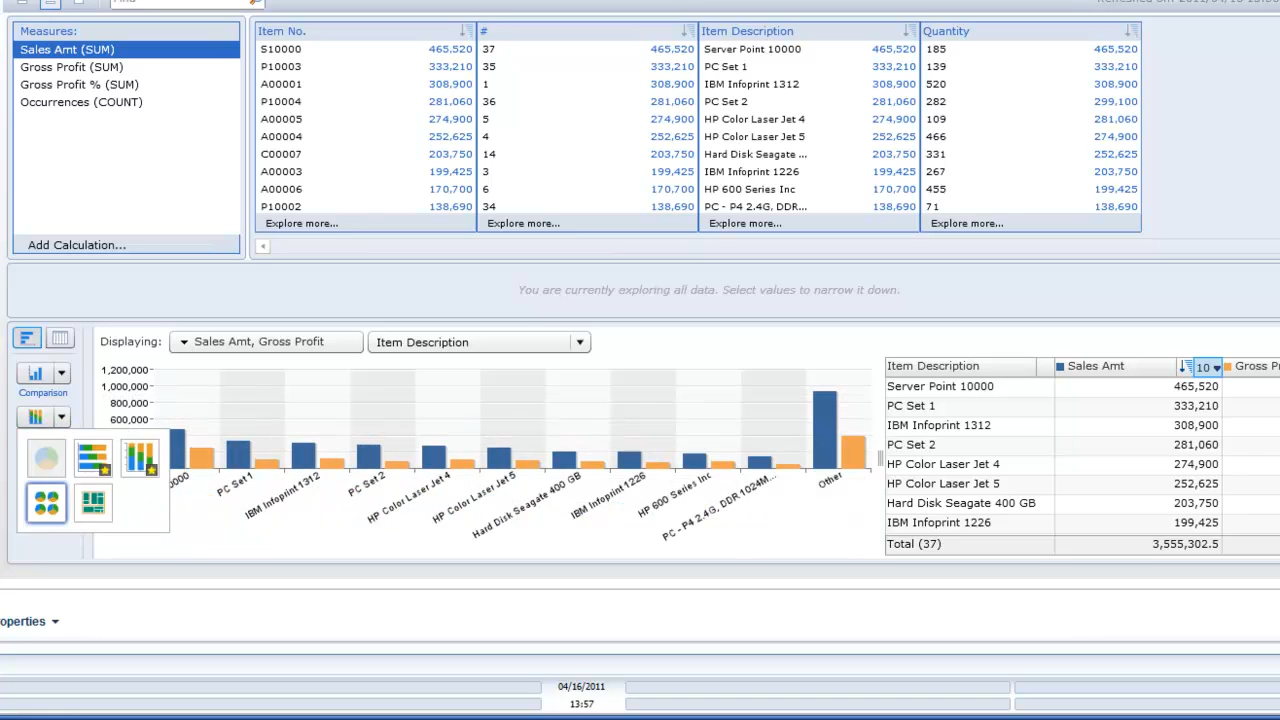 Find
Measures:
Sales Amt (SUM)
Gross Profit (SUM)
Gross Profit % (SUM)
Occurrences (COUNT)
Add Calculation...
Item No.
S10000 465,520
P10003 333,210
A00001 308,900
P10004 281,060
A00005 274,900
A00004 252,625
C00007 203,750
A00003 199,425
A00006 170,700
P10002 138,690
Explore more...
#
37 465,520
35 333,210
1 308,900
36 281,060
5 274,900
4 252,625
14 203,750
3 199,425
6 170,700
34 138,690
Explore more...
Item Description
Server Point 10000 465,520
PC Set 1 333,210
IBM Infoprint 1312 308,900
PC Set 2 281,060
HP Color Laser Jet 4 274,900
HP Color Laser Jet 5 252,625
Hard Disk Seagate ... 203,750
IBM Infoprint 1226 199,425
HP 600 Series Inc 170,700
PC - P4 2.4G, DDR... 138,690
Explore more...
Quantity
185 465,520
139 333,210
520 308,900
282 299,100
109 281,060
466 274,900
331 252,625
267 203,750
455 199,425
71 138,690
Explore more...
You are currently exploring all data. Select values to narrow it down.
Comparison
Displaying:
Sales Amt, Gross Profit
Item Description
1,200,000
1,000,000
800,000
600,000
0000
PC Set 1
IBM Infoprint 1312
PC Set 2
HP Color Laser Jet 4
HP Color Laser Jet 5
Hard Disk Seagate 400 GB
IBM Infoprint 1226
HP 600 Series Inc
PC - P4 2.4G, DDR 1024M...
Other
Item Description Sales Amt 10 Gross P
Server Point 10000 465,520
PC Set 1 333,210
IBM Infoprint 1312 308,900
PC Set 2 281,060
HP Color Laser Jet 4 274,900
HP Color Laser Jet 5 252,625
Hard Disk Seagate 400 GB 203,750
IBM Infoprint 1226 199,425
Total (37) 3,555,302.5
operties
04/16/2011
13:57